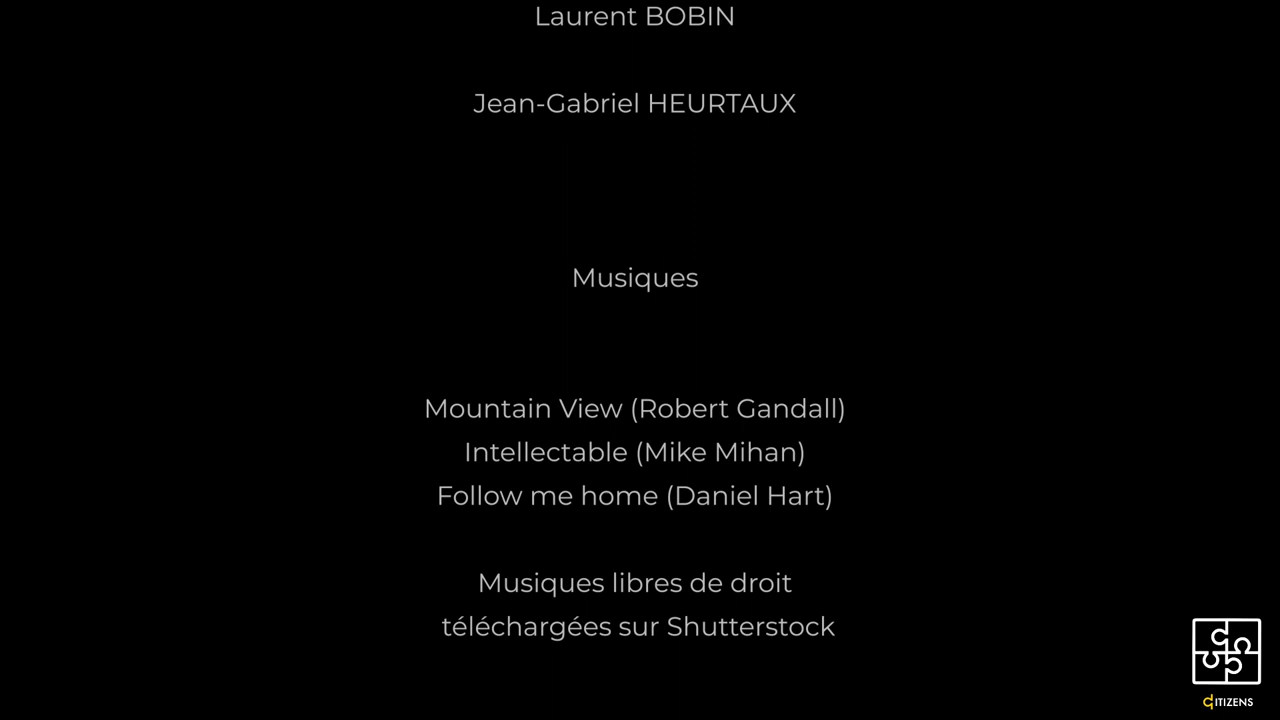 Laurent BOBIN
Jean-Gabriel HEURTAUX
Musiques
Mountain View (Robert Gandall)
Intellectable (Mike Mihan)
Follow me home (Daniel Hart)
Musiques libres de droit
téléchargées sur Shutterstock
CITIZENS